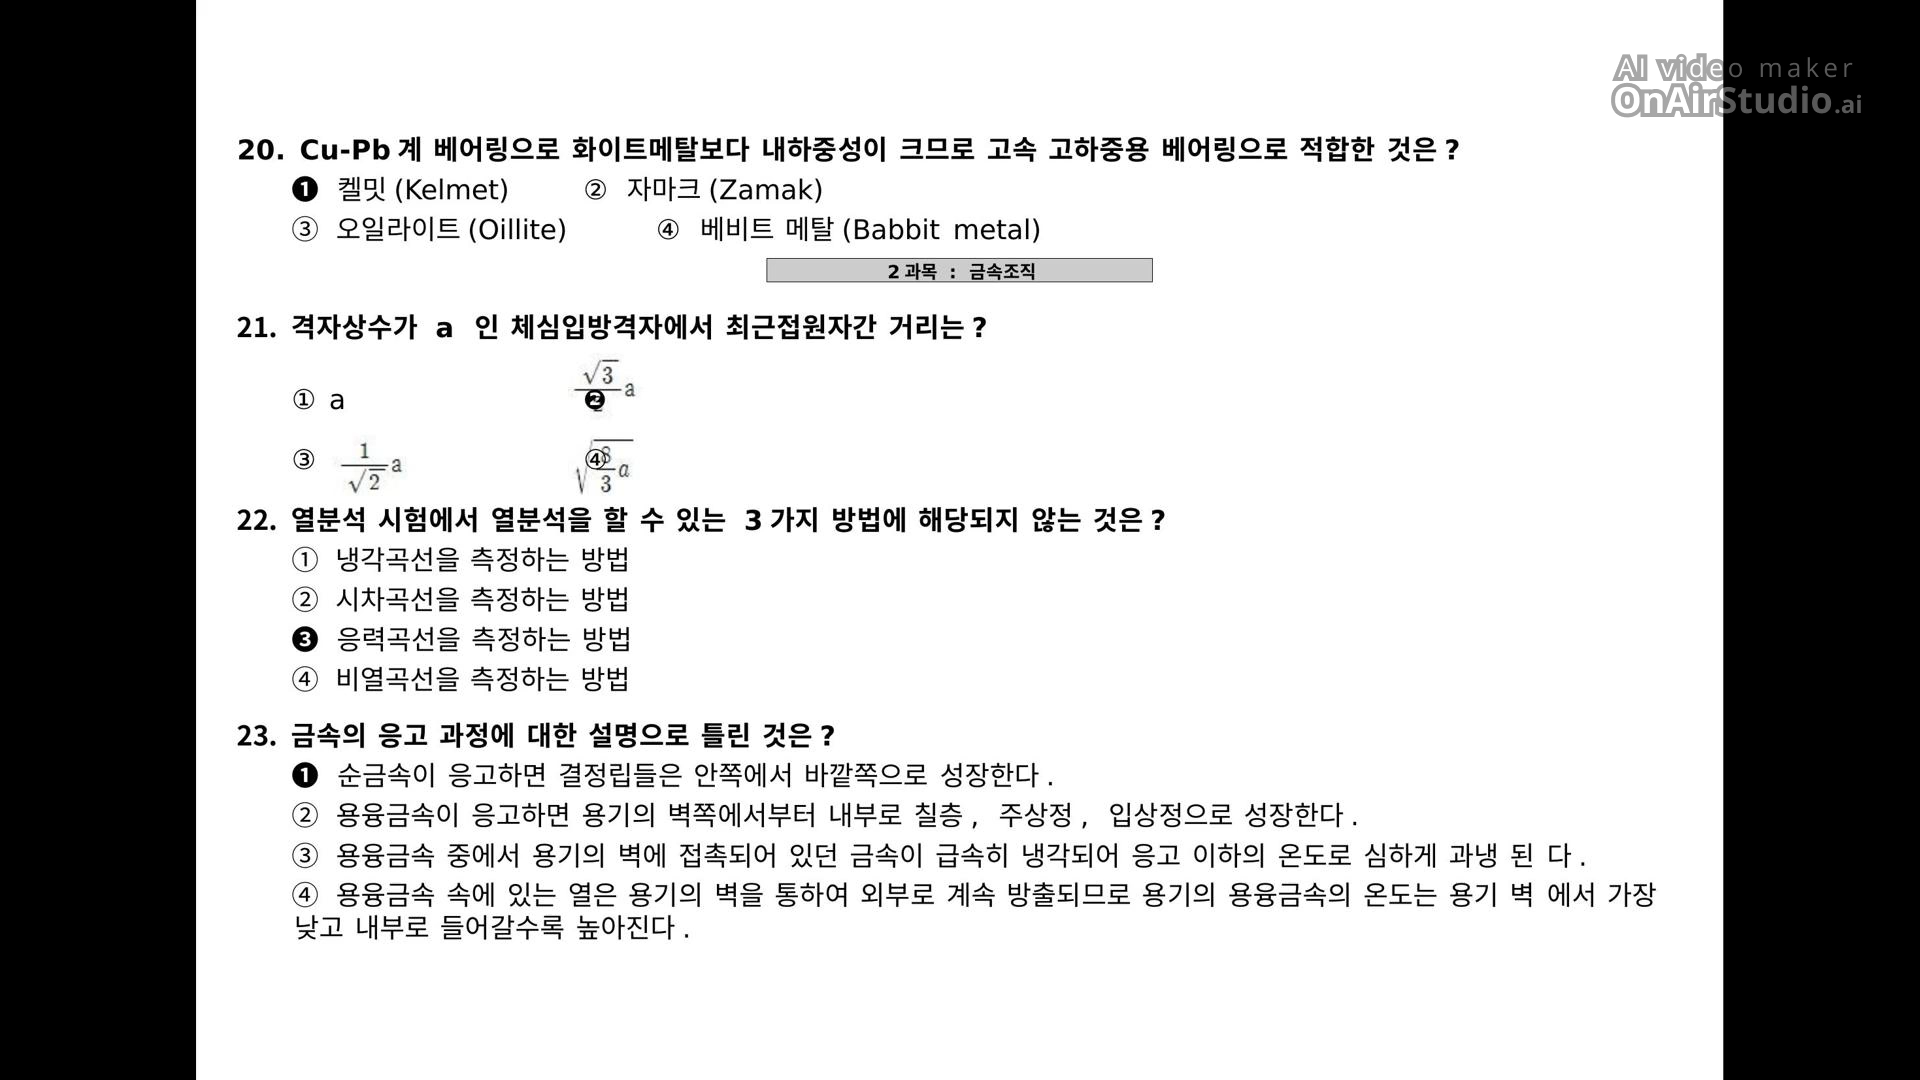 AI video maker
OnAirStudio.ai
20. Cu-Pb계 베어링으로 화이트메탈보다 내하중성이 크므로 고속 고하중용 베어링으로 적합한 것은?
❶ 켈밋(Kelmet) ② 자마크(Zamak)
③ 오일라이트(Oillite) ④ 베비트 메탈(Babbit metal)
2과목 : 금속조직
21. 격자상수가 a 인 체심입방격자에서 최근접원자간 거리는?
① a ❷ √3/2 a
③ 1/√2 a ④ √8/3 a
22. 열분석 시험에서 열분석을 할 수 있는 3가지 방법에 해당되지 않는 것은?
① 냉각곡선을 측정하는 방법
② 시차곡선을 측정하는 방법
❸ 응력곡선을 측정하는 방법
④ 비열곡선을 측정하는 방법
23. 금속의 응고 과정에 대한 설명으로 틀린 것은?
❶ 순금속이 응고하면 결정립들은 안쪽에서 바깥쪽으로 성장한다.
② 용융금속이 응고하면 용기의 벽쪽에서부터 내부로 칠층, 주상정, 입상정으로 성장한다.
③ 용융금속 중에서 용기의 벽에 접촉되어 있던 금속이 급속히 냉각되어 응고 이하의 온도로 심하게 과냉 된 다.
④ 용융금속 속에 있는 열은 용기의 벽을 통하여 외부로 계속 방출되므로 용기의 용융금속의 온도는 용기 벽 에서 가장
낮고 내부로 들어갈수록 높아진다.